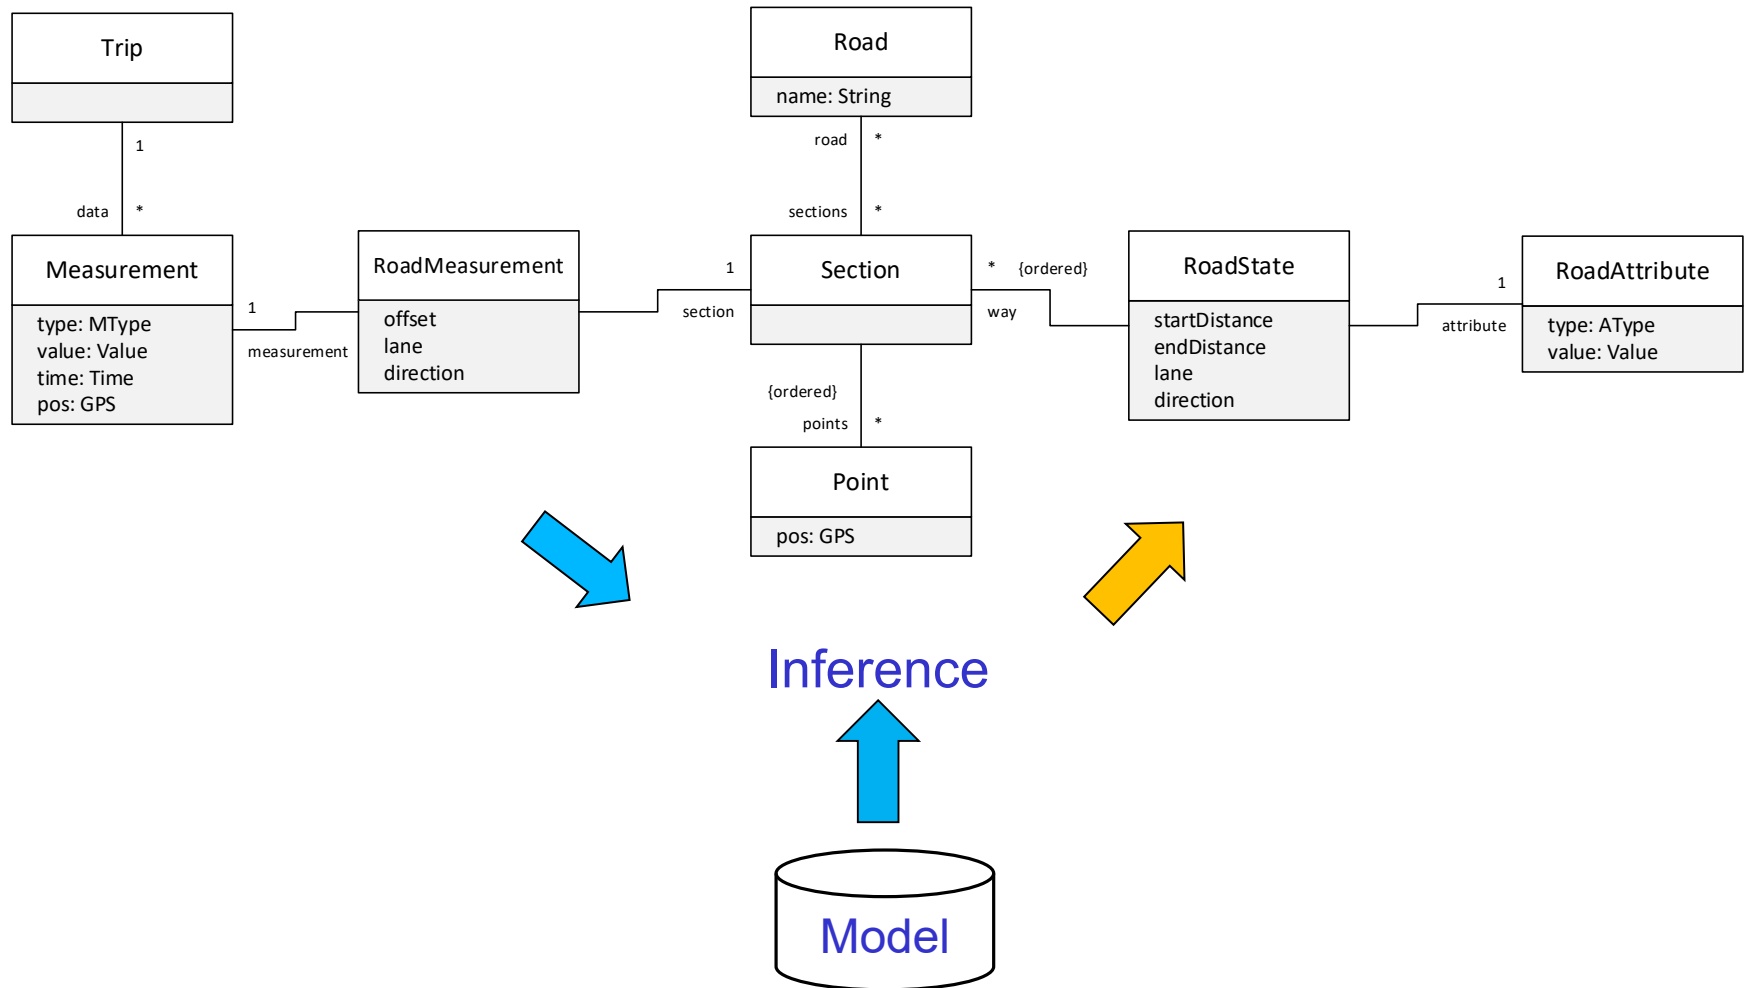 Trip
Road
name: String
1
road *
data *
sections *
Measurement
type: MType
value: Value
time: Time
pos: GPS
1
measurement
RoadMeasurement
offset
lane
direction
1
section
Section
* {ordered}
way
RoadState
startDistance
endDistance
lane
direction
1
attribute
RoadAttribute
type: AType
value: Value
{ordered}
points *
Point
pos: GPS
Inference
Model